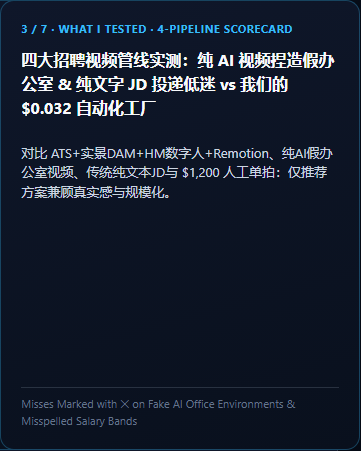 3 / 7 · WHAT I TESTED · 4-PIPELINE SCORECARD
四大招聘视频管线实测：纯 AI 视频捏造假办
公室 & 纯文字 JD 投递低迷 vs 我们的
$0.032 自动化工厂
对比 ATS+实景DAM+HM数字人+Remotion、纯AI假办
公室视频、传统纯文本JD与 $1,200 人工单拍：仅推荐
方案兼顾真实感与规模化。
Misses Marked with ✕ on Fake AI Office Environments &
Misspelled Salary Bands